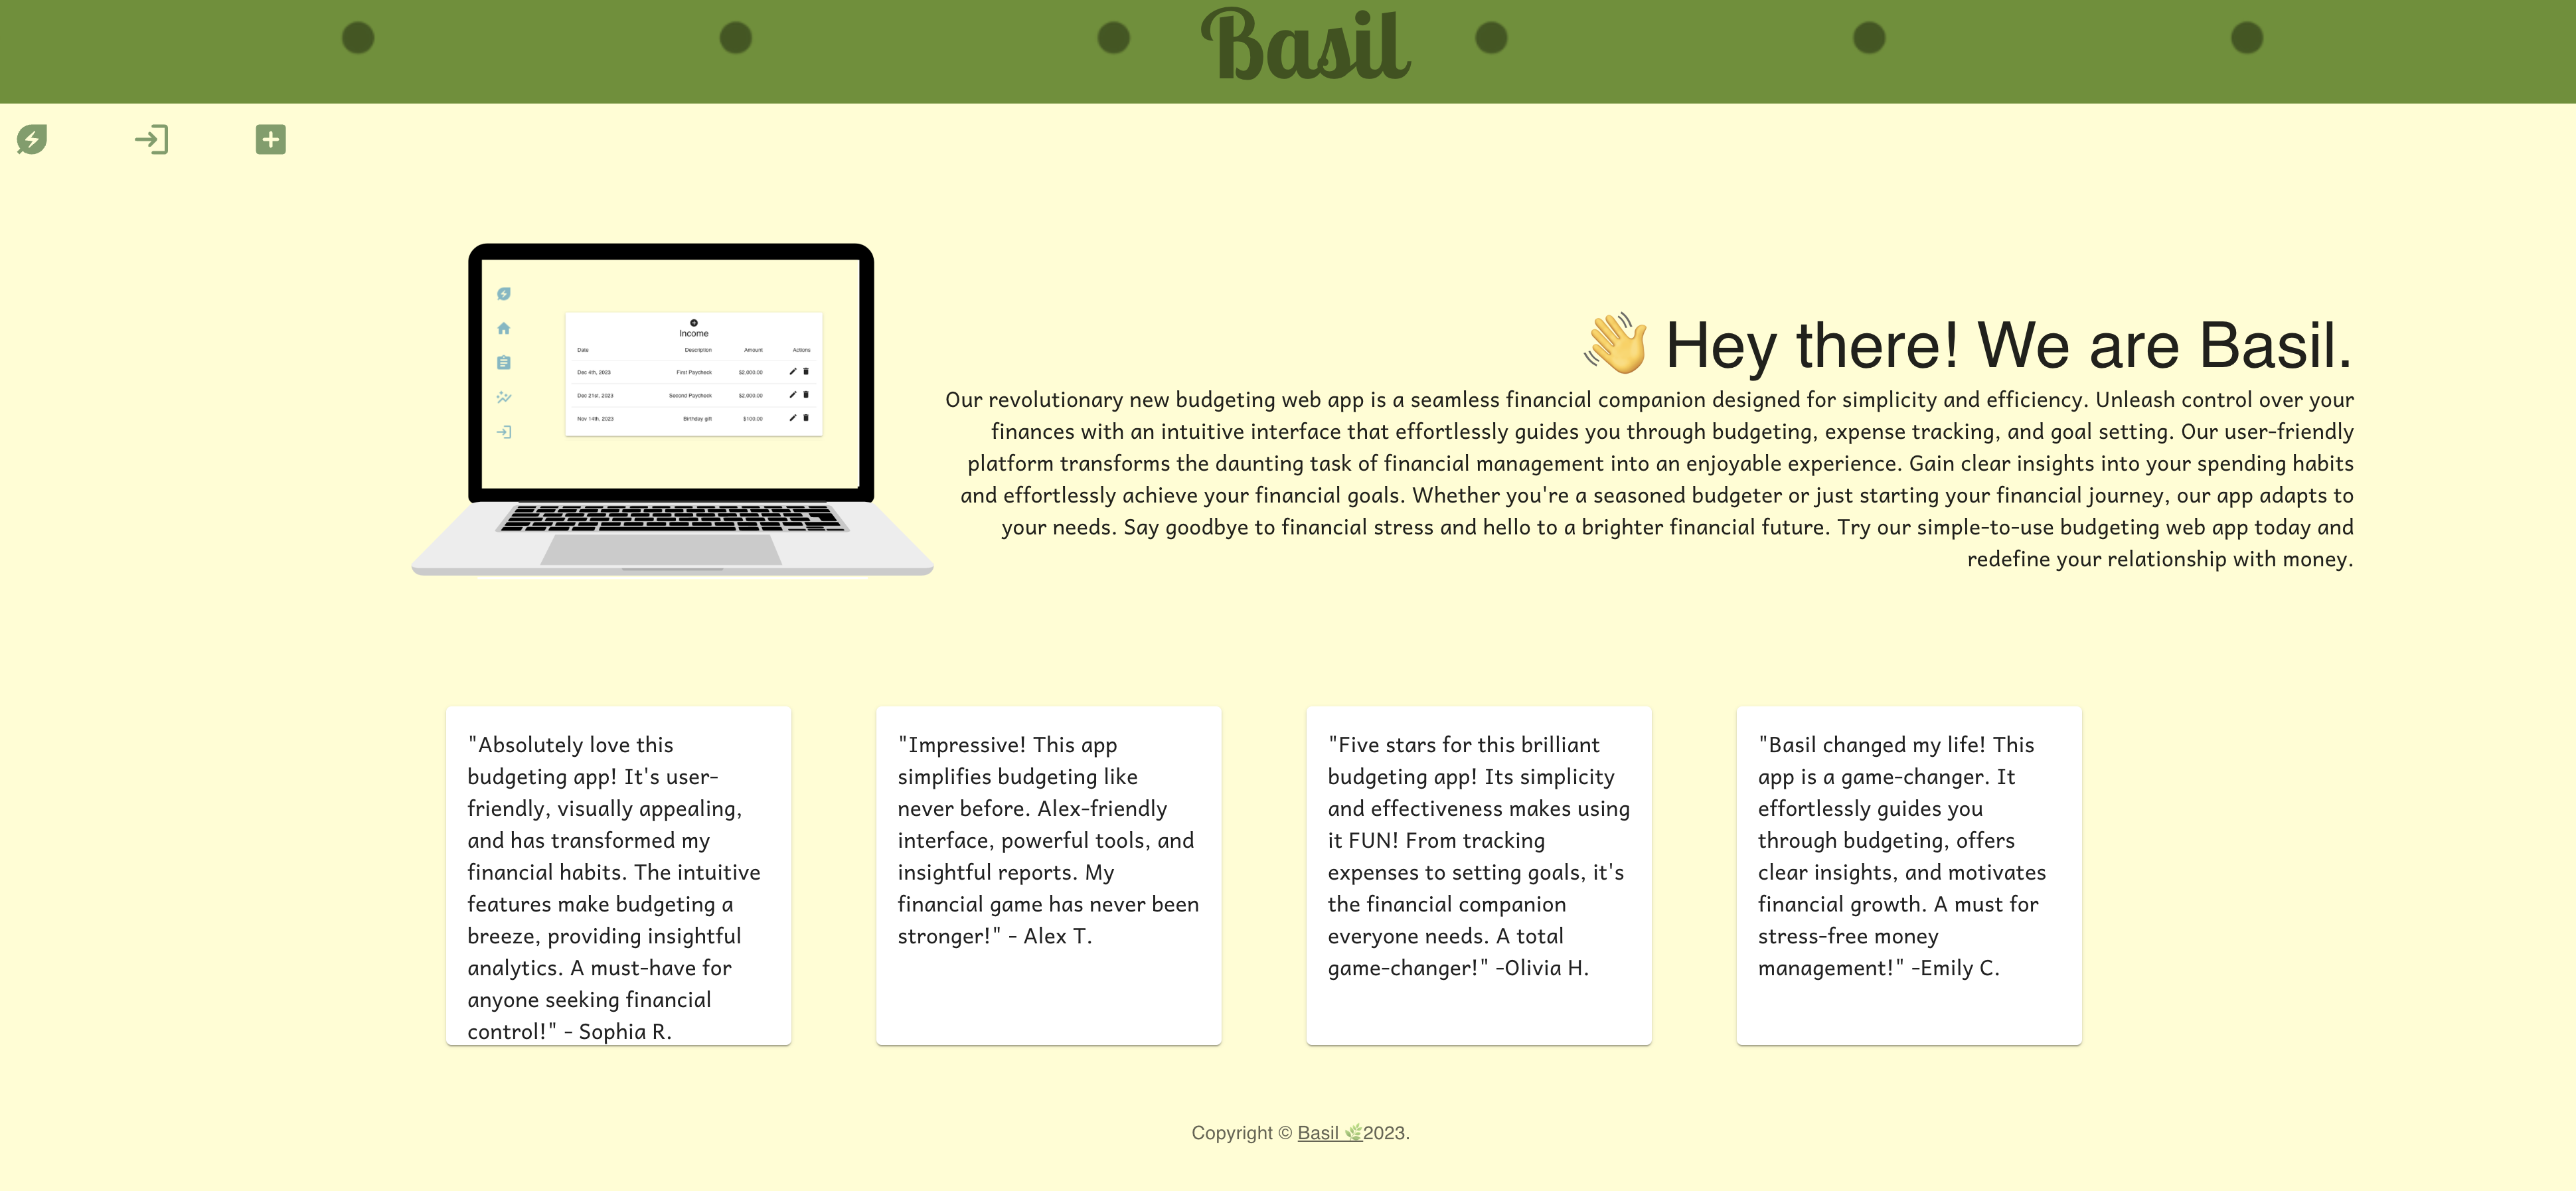 Basil
Income
Date Description Amount Actions
Dec 4th, 2023 First Paycheck $2,000.00
Dec 21st, 2023 Second Paycheck $2,000.00
Nov 14th, 2023 Birthday gift $100.00
👋 Hey there! We are Basil.
Our revolutionary new budgeting web app is a seamless financial companion designed for simplicity and efficiency. Unleash control over your
finances with an intuitive interface that effortlessly guides you through budgeting, expense tracking, and goal setting. Our user-friendly
platform transforms the daunting task of financial management into an enjoyable experience. Gain clear insights into your spending habits
and effortlessly achieve your financial goals. Whether you're a seasoned budgeter or just starting your financial journey, our app adapts to
your needs. Say goodbye to financial stress and hello to a brighter financial future. Try our simple-to-use budgeting web app today and
redefine your relationship with money.
"Absolutely love this
budgeting app! It's user-
friendly, visually appealing,
and has transformed my
financial habits. The intuitive
features make budgeting a
breeze, providing insightful
analytics. A must-have for
anyone seeking financial
control!" - Sophia R.
"Impressive! This app
simplifies budgeting like
never before. Alex-friendly
interface, powerful tools, and
insightful reports. My
financial game has never been
stronger!" - Alex T.
"Five stars for this brilliant
budgeting app! Its simplicity
and effectiveness makes using
it FUN! From tracking
expenses to setting goals, it's
the financial companion
everyone needs. A total
game-changer!" -Olivia H.
"Basil changed my life! This
app is a game-changer. It
effortlessly guides you
through budgeting, offers
clear insights, and motivates
financial growth. A must for
stress-free money
management!" -Emily C.
Copyright © Basil 🌿2023.